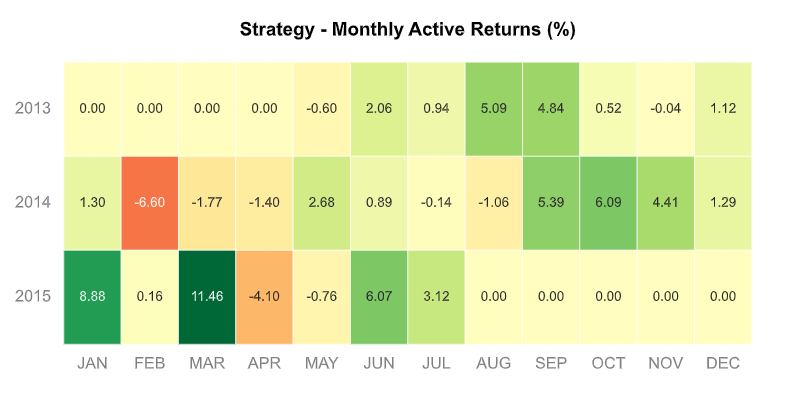 Strategy - Monthly Active Returns (%)
2013 0.00 0.00 0.00 0.00 -0.60 2.06 0.94 5.09 4.84 0.52 -0.04 1.12
2014 1.30 -6.60 -1.77 -1.40 2.68 0.89 -0.14 -1.06 5.39 6.09 4.41 1.29
2015 8.88 0.16 11.46 -4.10 -0.76 6.07 3.12 0.00 0.00 0.00 0.00 0.00
JAN FEB MAR APR MAY JUN JUL AUG SEP OCT NOV DEC